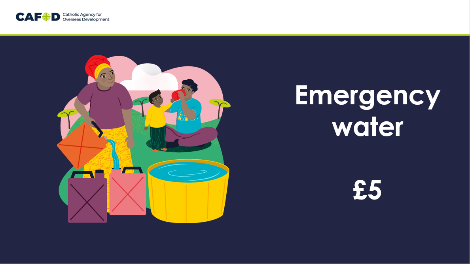 CAFOD
Catholic Agency for
Overseas Development
Emergency
water
£5